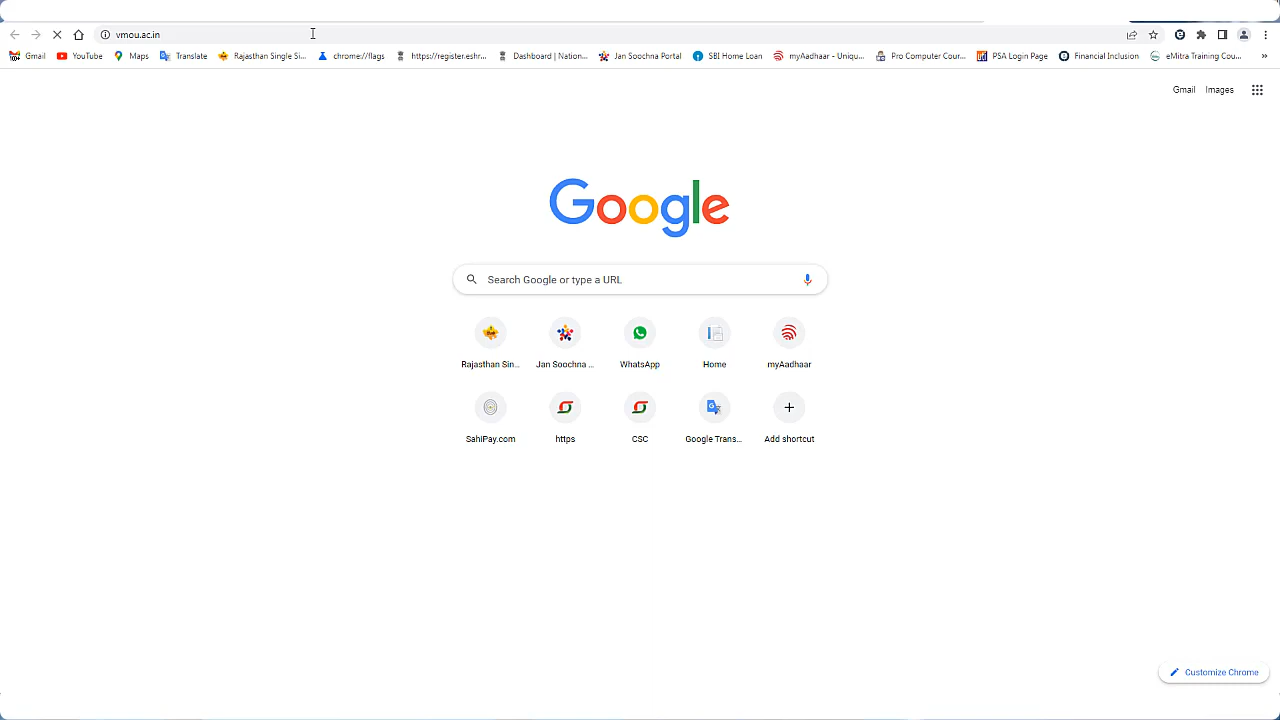 vmou.ac.in
Gmail YouTube Maps Translate Rajasthan Single Si... chrome://flags https://register.eshr... Dashboard | Nation... Jan Soochna Portal SBI Home Loan myAadhaar - Uniqu... Pro Computer Cour... PSA Login Page Financial Inclusion eMitra Training Cou... »
Gmail Images
Google
Search Google or type a URL
Rajasthan Sin... Jan Soochna ... WhatsApp Home myAadhaar
SahiPay.com https CSC Google Trans... Add shortcut
Customize Chrome